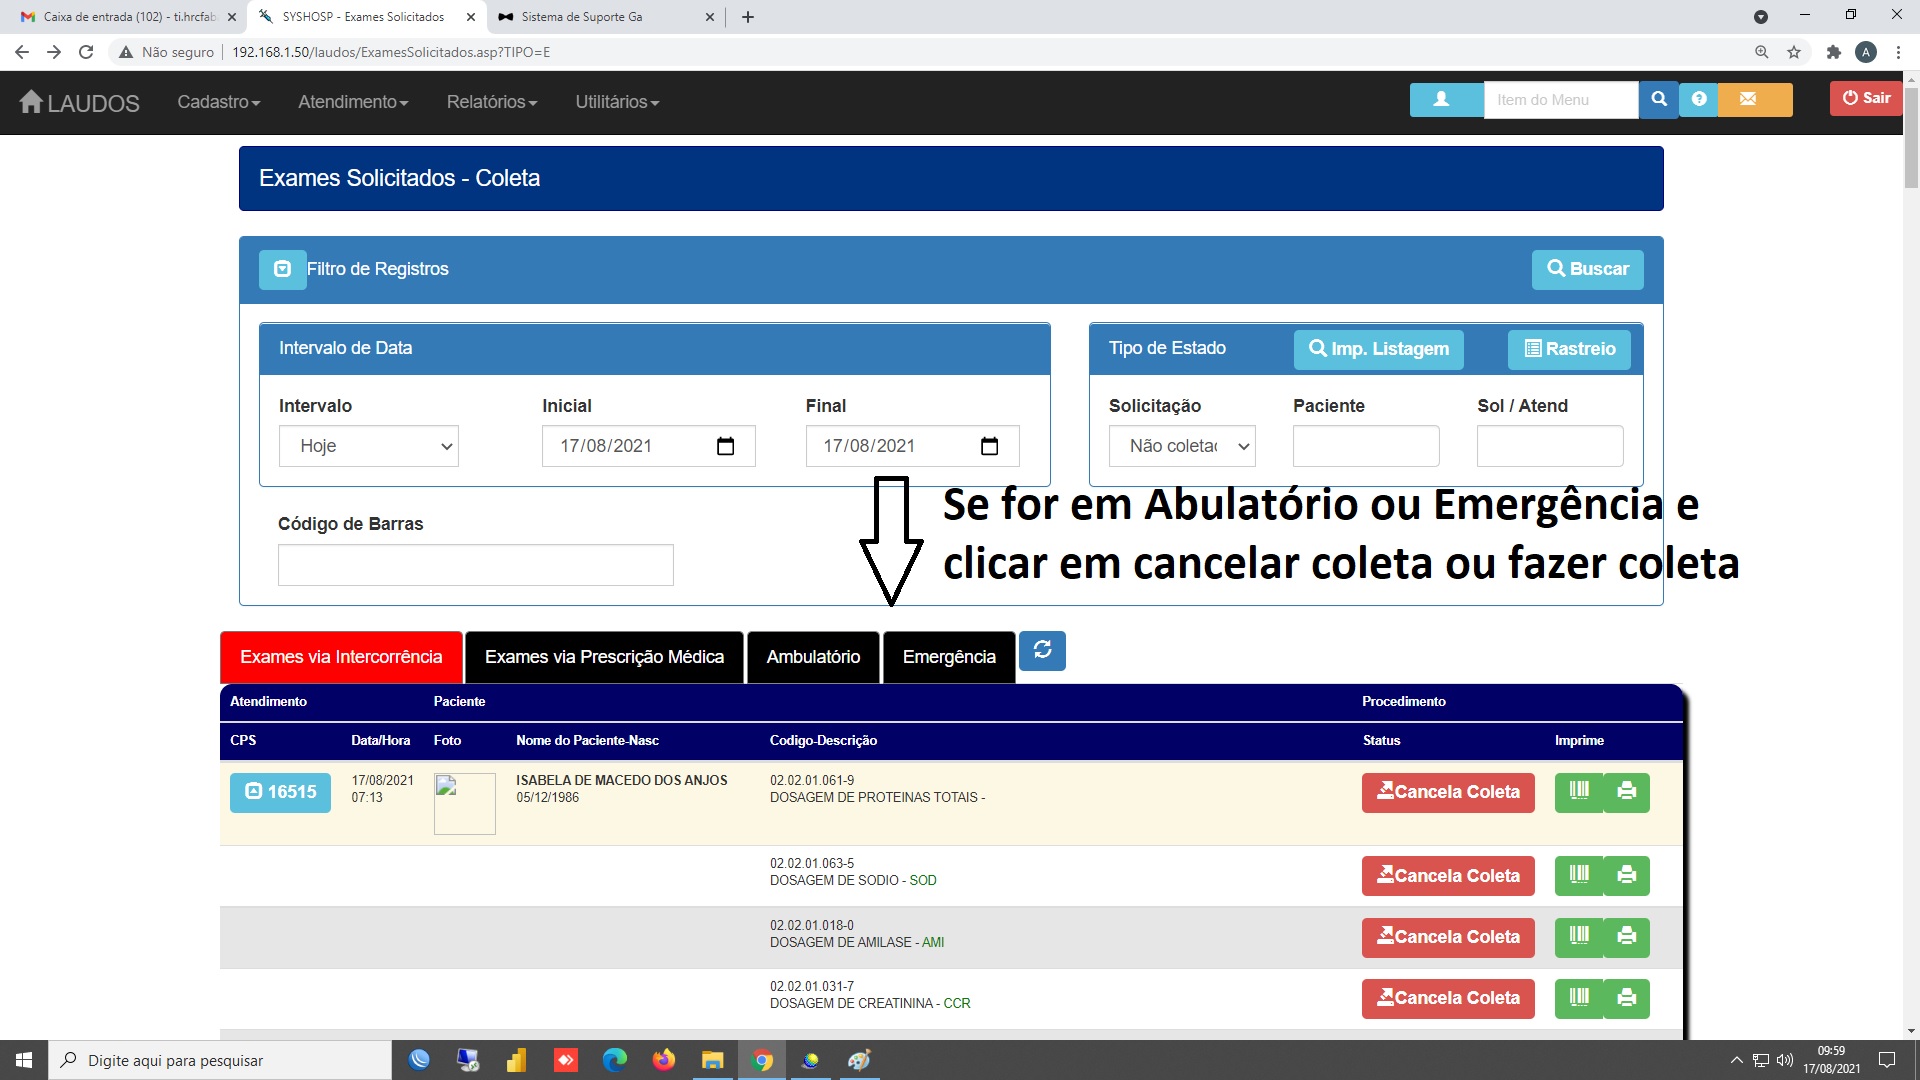 Caixa de entrada (102) - ti.hrcfab
SYSHOSP - Exames Solicitados
Sistema de Suporte Ga
Não seguro
192.168.1.50/laudos/ExamesSolicitados.asp?TIPO=E
A
LAUDOS
Cadastro
Atendimento
Relatórios
Utilitários
Item do Menu
Sair
Exames Solicitados - Coleta
Filtro de Registros
Buscar
Intervalo de Data
Tipo de Estado
Imp. Listagem
Rastreio
Intervalo
Inicial
Final
Solicitação
Paciente
Sol / Atend
Hoje
17/08/2021
17/08/2021
Não coletac
Se for em Abulatório ou Emergência e
clicar em cancelar coleta ou fazer coleta
Código de Barras
Exames via Intercorrência
Exames via Prescrição Médica
Ambulatório
Emergência
Atendimento
Paciente
Procedimento
CPS
Data/Hora
Foto
Nome do Paciente-Nasc
Codigo-Descrição
Status
Imprime
16515
17/08/2021
07:13
ISABELA DE MACEDO DOS ANJOS
05/12/1986
02.02.01.061-9
DOSAGEM DE PROTEINAS TOTAIS -
Cancela Coleta
02.02.01.063-5
DOSAGEM DE SODIO - SOD
Cancela Coleta
02.02.01.018-0
DOSAGEM DE AMILASE - AMI
Cancela Coleta
02.02.01.031-7
DOSAGEM DE CREATININA - CCR
Cancela Coleta
Digite aqui para pesquisar
09:59
17/08/2021